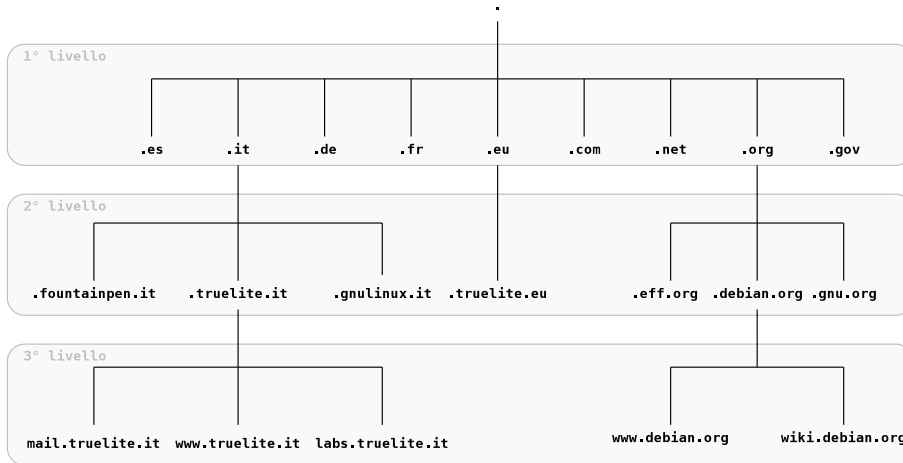 .
1° livello
.es .it .de .fr .eu .com .net .org .gov
2° livello
.fountainpen.it .truelite.it .gnulinux.it .truelite.eu .eff.org .debian.org .gnu.org
3° livello
mail.truelite.it www.truelite.it labs.truelite.it www.debian.org wiki.debian.org